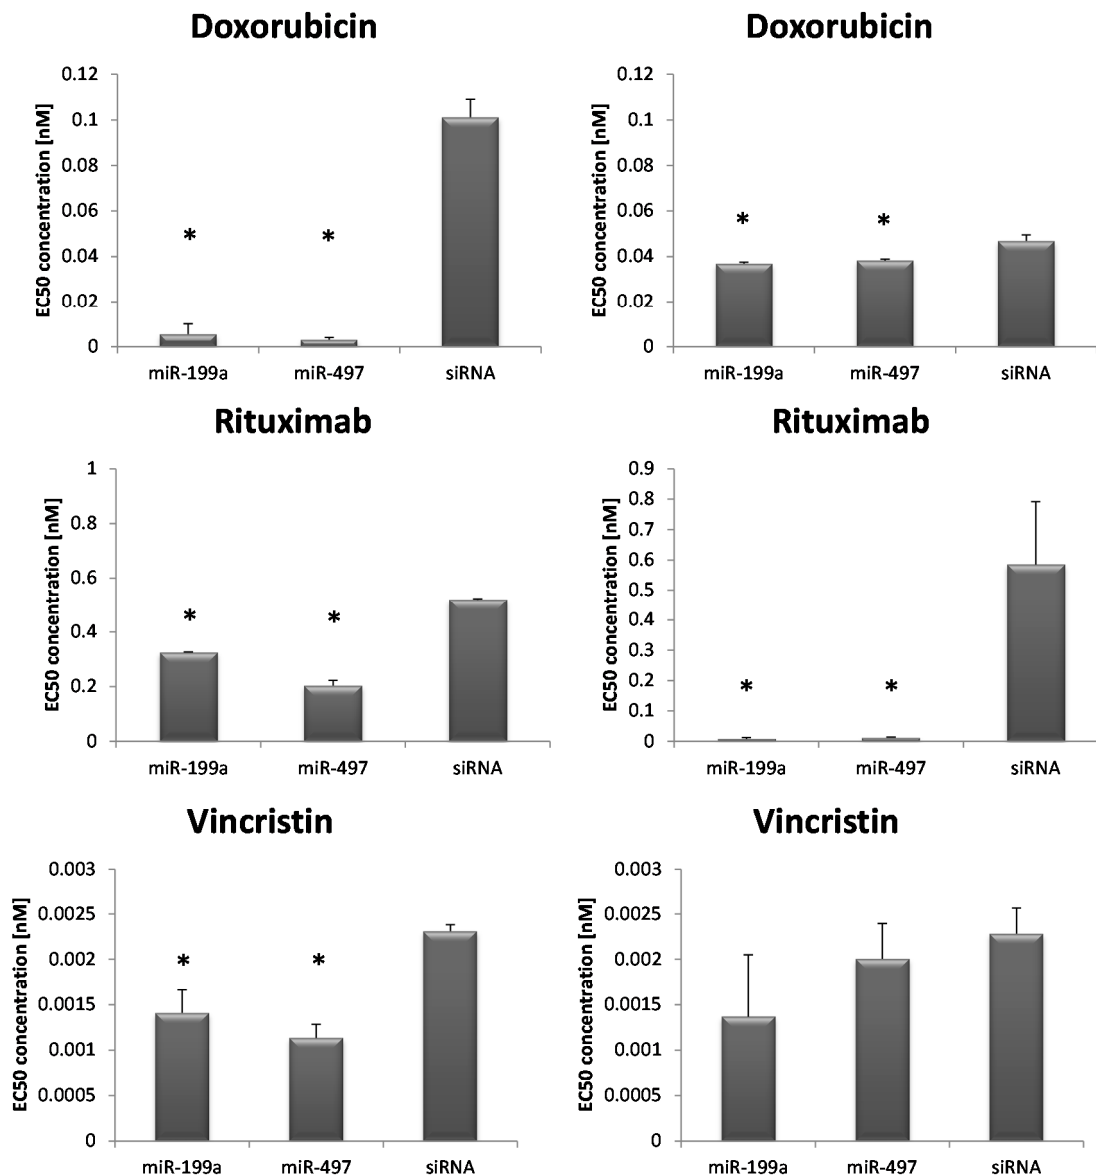 Doxorubicin
EC50 concentration [nM]
0.12
0.1
0.08
0.06
0.04
0.02
0
*
*
miR-199a
miR-497
siRNA
Doxorubicin
EC50 concentration [nM]
0.12
0.1
0.08
0.06
0.04
0.02
0
*
*
miR-199a
miR-497
siRNA
Rituximab
EC50 concentration [nM]
1
0.8
0.6
0.4
0.2
0
*
*
miR-199a
miR-497
siRNA
Rituximab
EC50 concentration [nM]
0.9
0.8
0.7
0.6
0.5
0.4
0.3
0.2
0.1
0
*
*
miR-199a
miR-497
siRNA
Vincristin
EC50 concentration [nM]
0.003
0.0025
0.002
0.0015
0.001
0.0005
0
*
*
miR-199a
miR-497
siRNA
Vincristin
EC50 concentration [nM]
0.003
0.0025
0.002
0.0015
0.001
0.0005
0
miR-199a
miR-497
siRNA